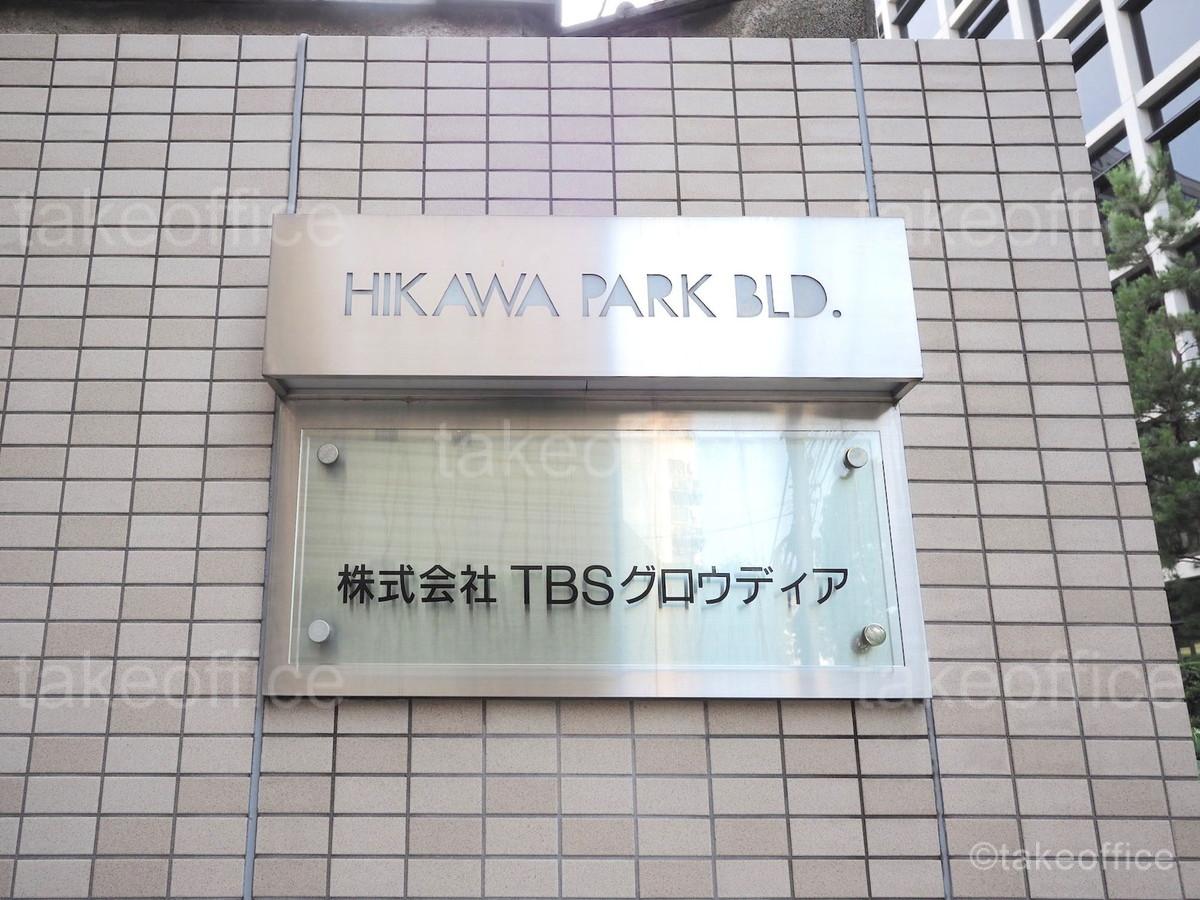 takeoffice
takeoffice
HIKAWA PARK BLD.
takeoffice
株式会社 TBSグロウディア
takeoffice
takeoffice
©takeoffice